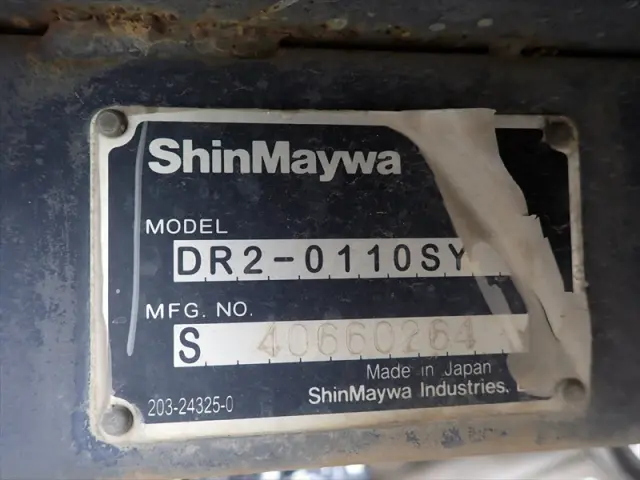 ShinMaywa
MODEL
DR2-0110SY
MFG. NO.
S 40660264
Made in Japan
203-24325-0
ShinMaywa Industries,